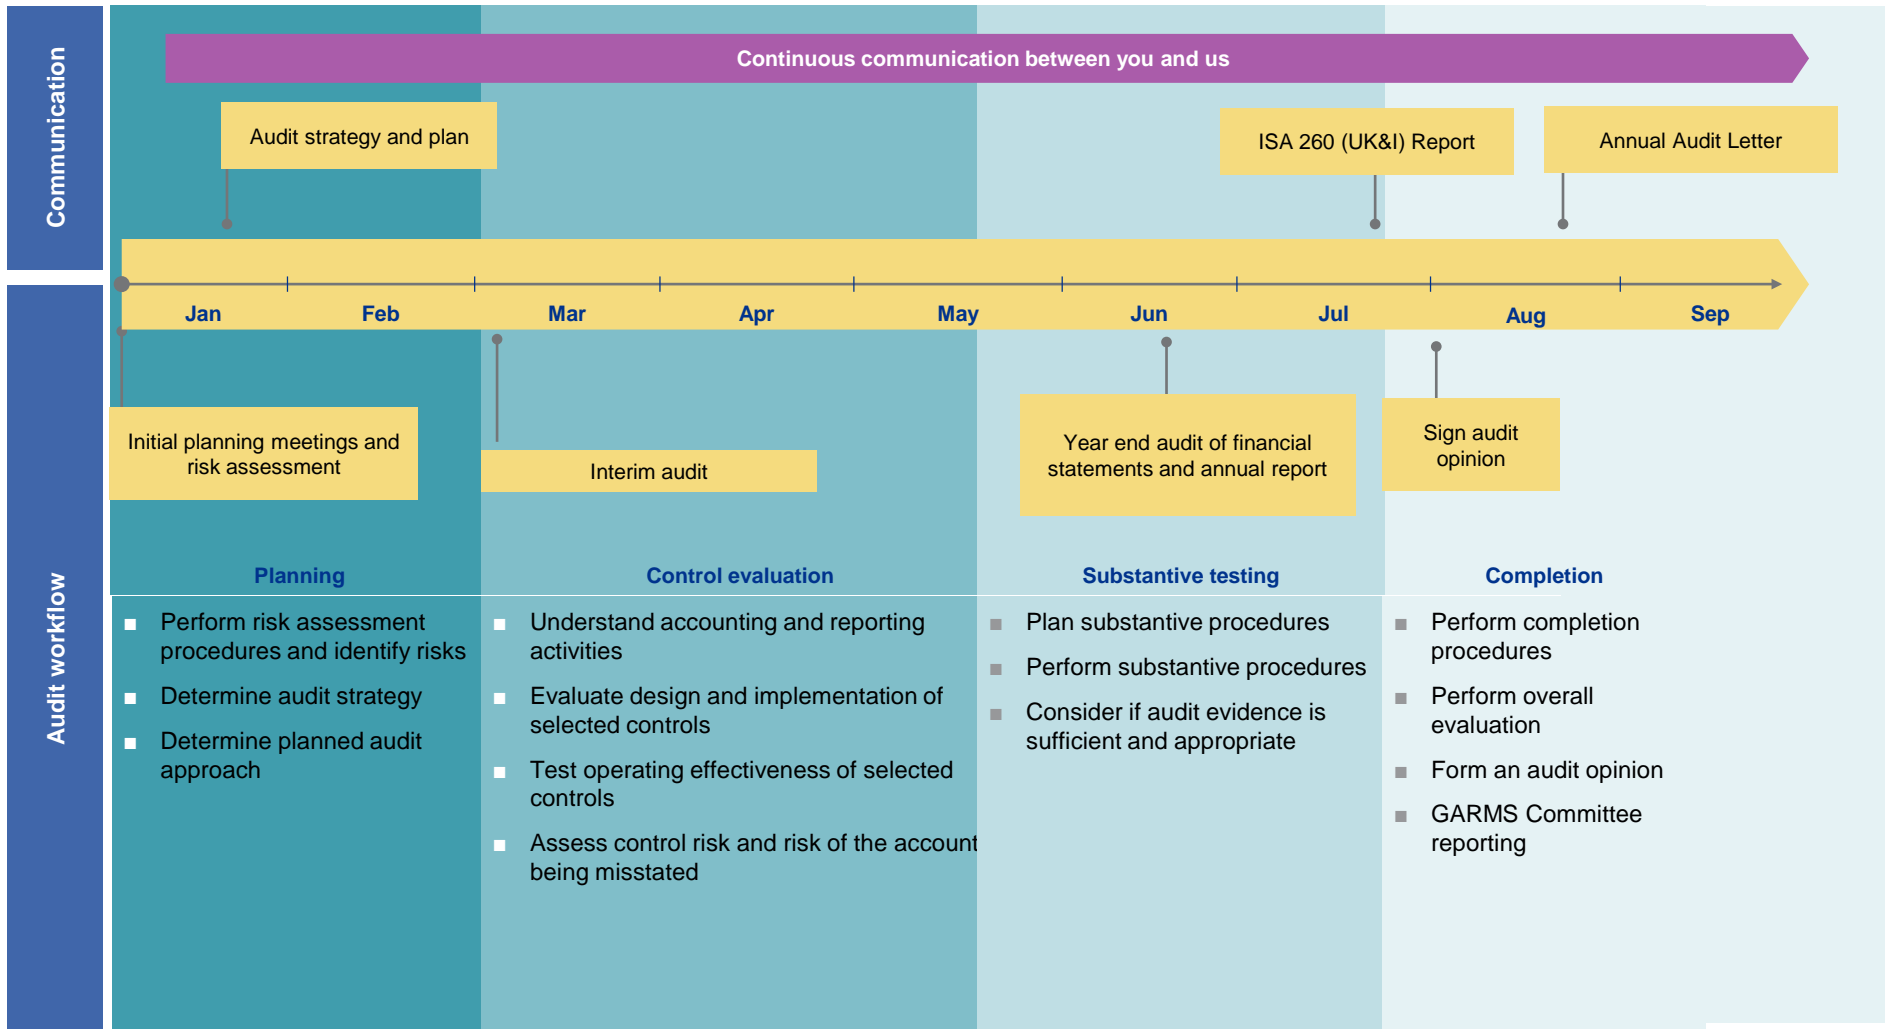 Communication
Continuous communication between you and us
Audit strategy and plan
ISA 260 (UK&I) Report
Annual Audit Letter
Jan
Feb
Mar
Apr
May
Jun
Jul
Aug
Sep
Audit workflow
Initial planning meetings and
risk assessment
Interim audit
Year end audit of financial
statements and annual report
Sign audit
opinion
Planning
Perform risk assessment
procedures and identify risks
Determine audit strategy
Determine planned audit
approach
Control evaluation
Understand accounting and reporting
activities
Evaluate design and implementation of
selected controls
Test operating effectiveness of selected
controls
Assess control risk and risk of the account
being misstated
Substantive testing
Plan substantive procedures
Perform substantive procedures
Consider if audit evidence is
sufficient and appropriate
Completion
Perform completion
procedures
Perform overall
evaluation
Form an audit opinion
GARMS Committee
reporting